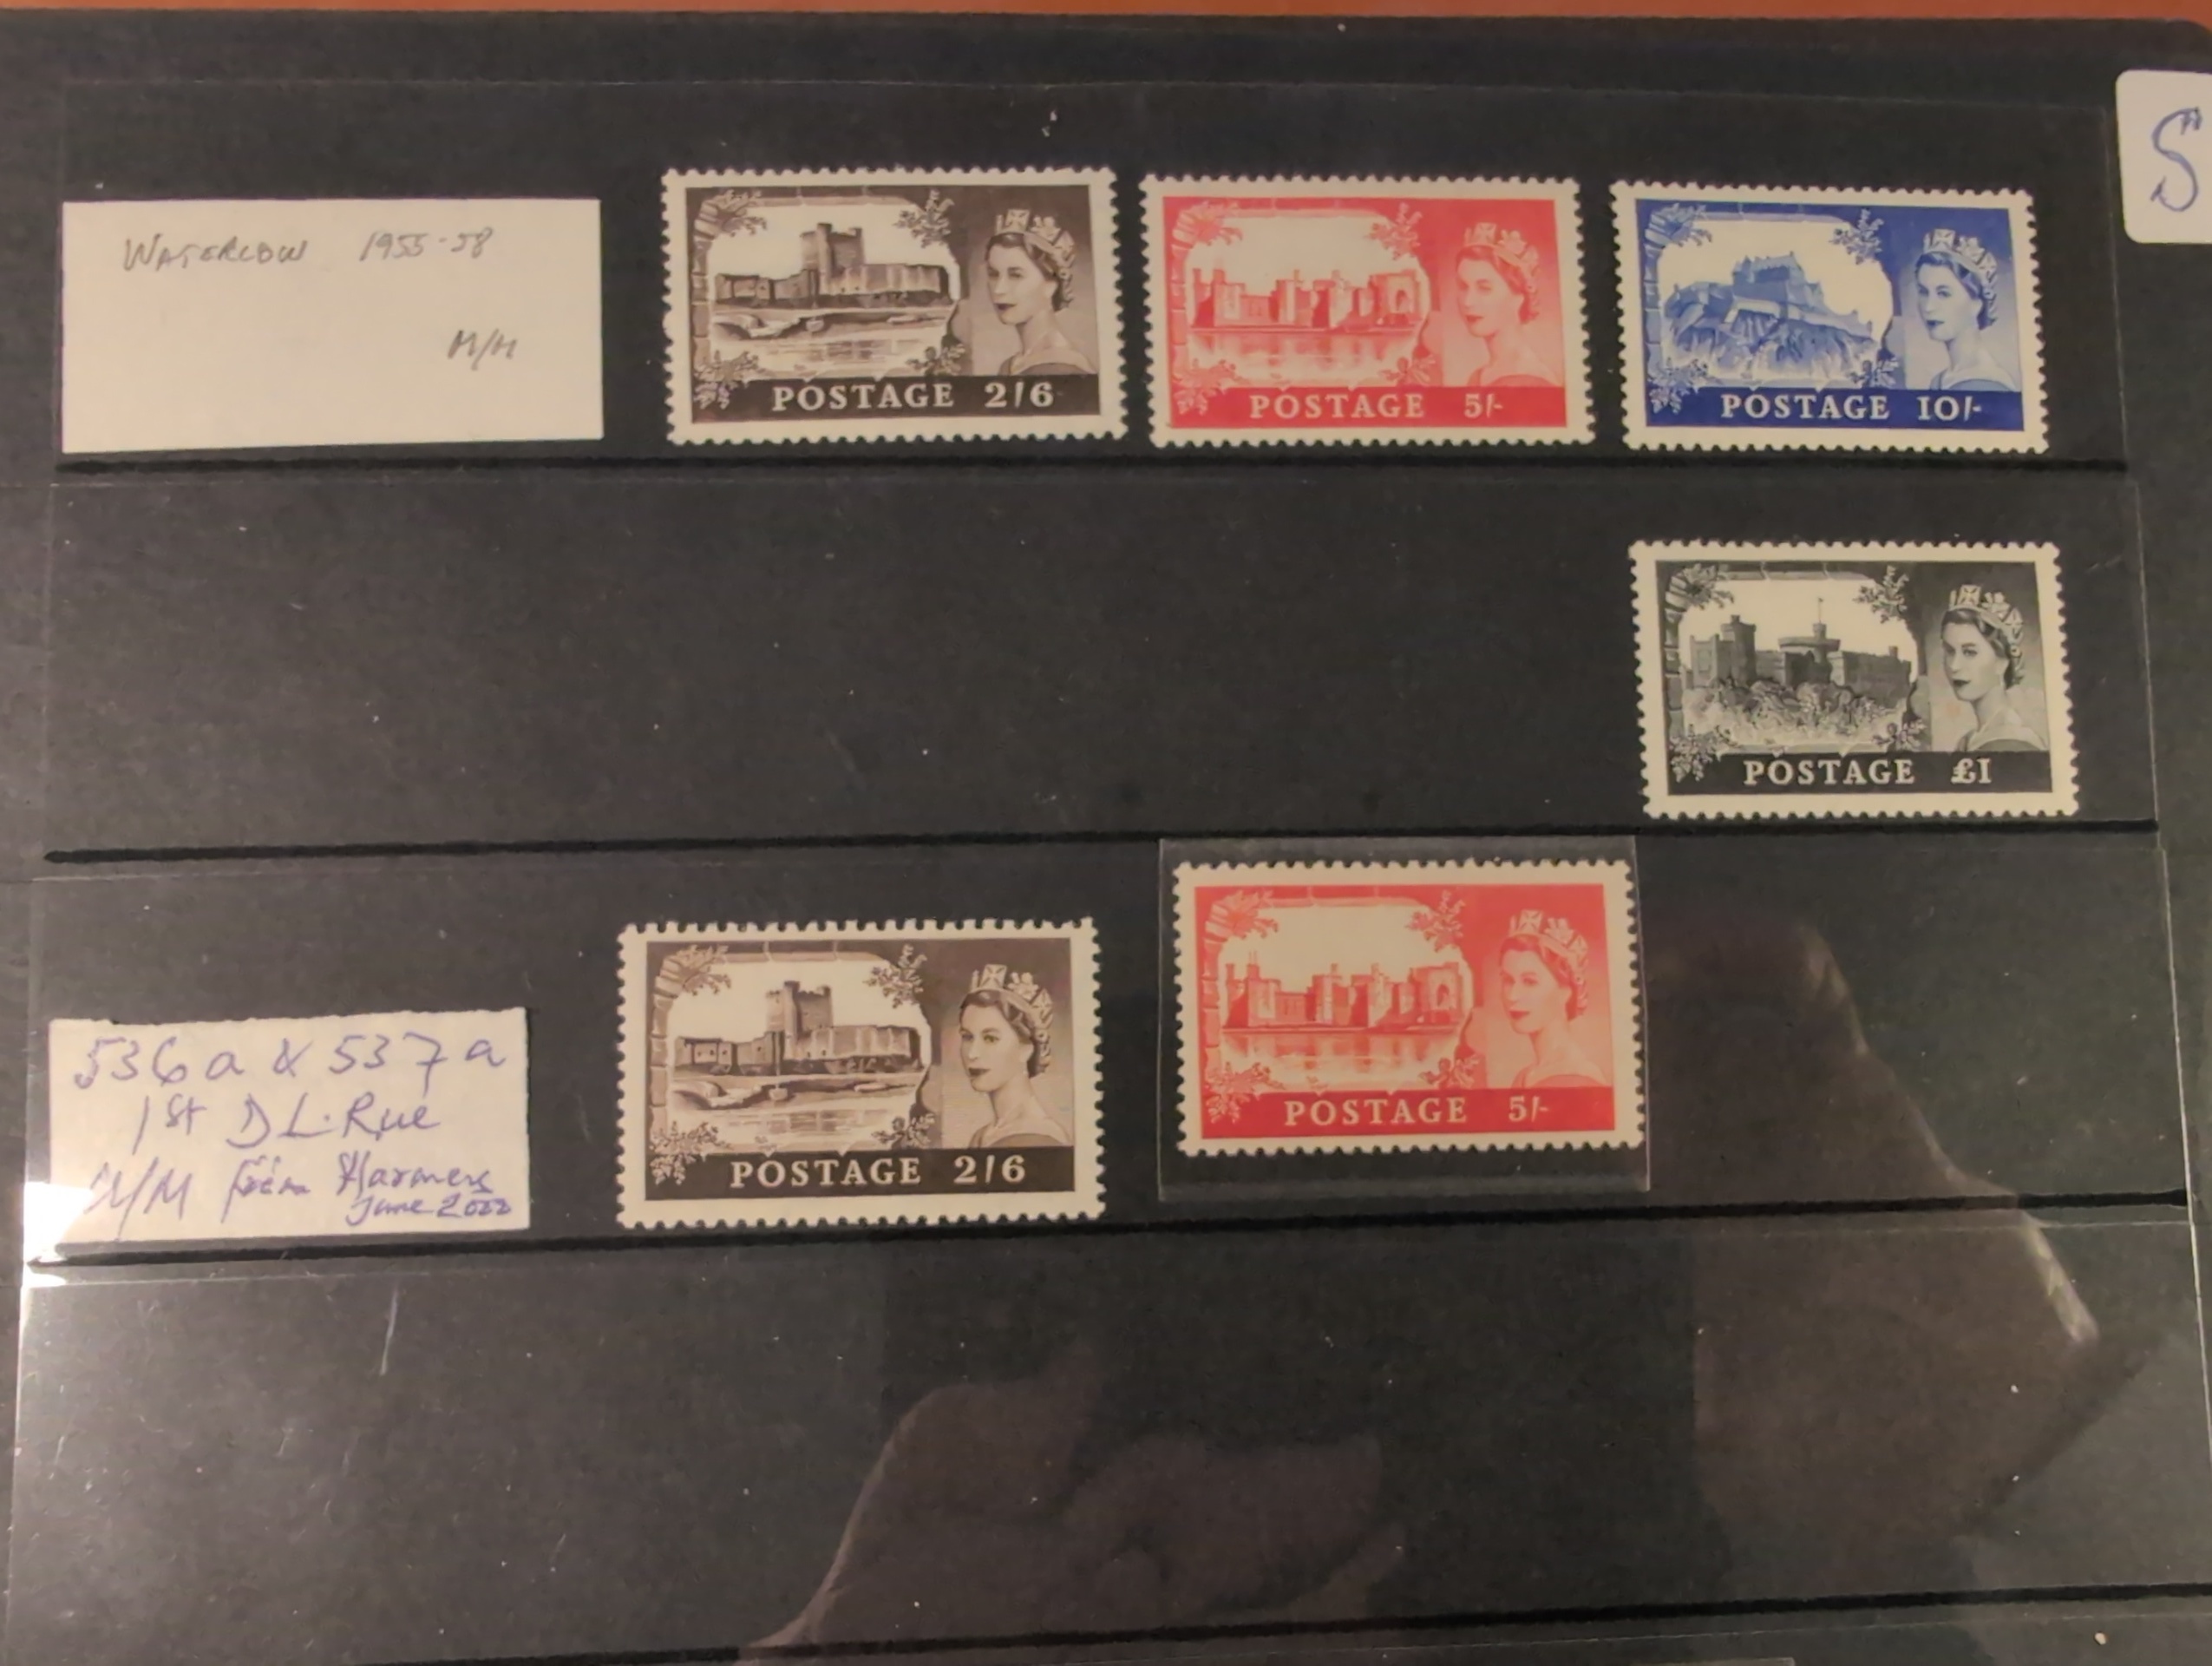 WATERLOW 1955-58
M/M
POSTAGE 2/6
POSTAGE 5/-
POSTAGE 10/-
S
POSTAGE £1
536a & 537a
1st D L. Rue
M/M from Harmers
June 2022
POSTAGE 2/6
POSTAGE 5/-